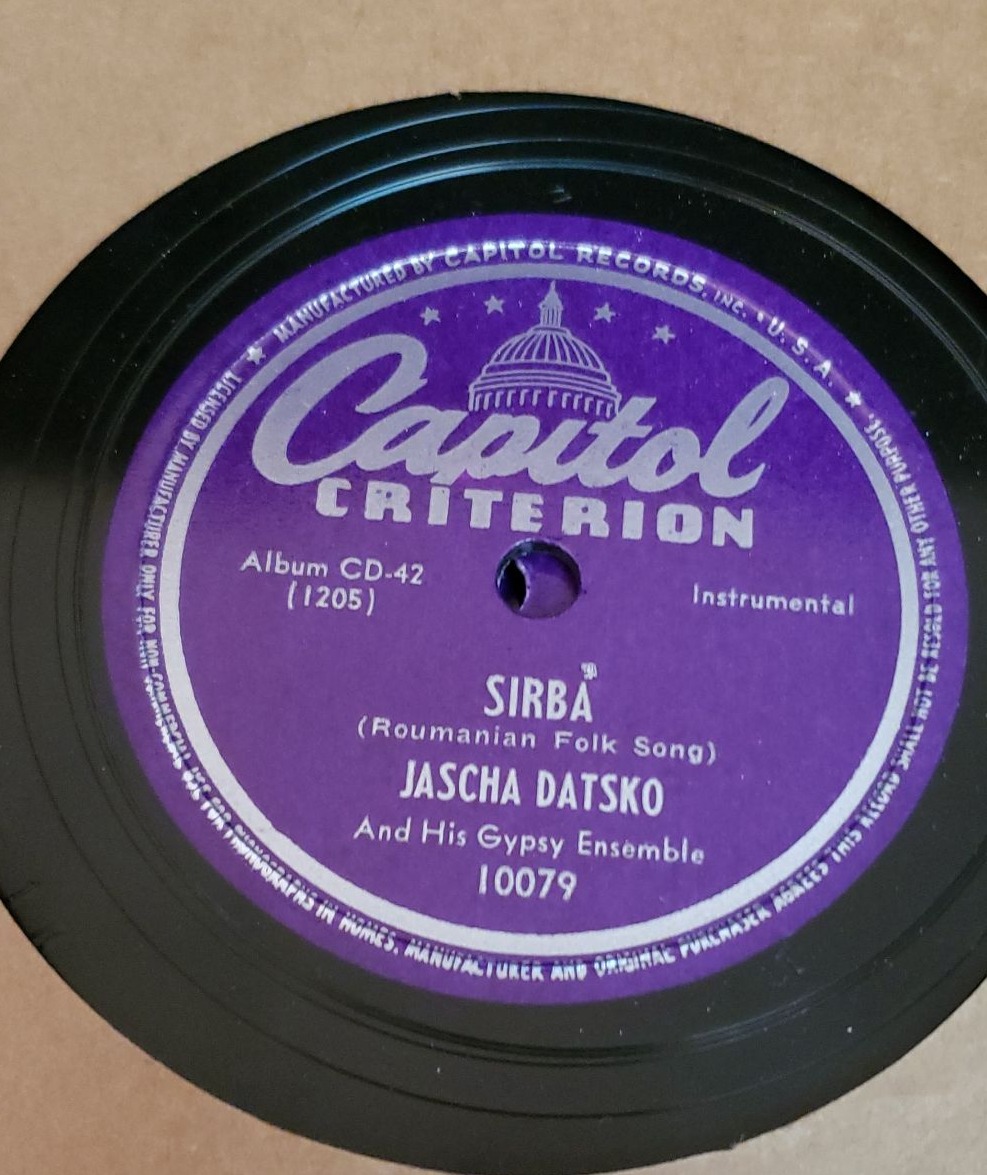 MANUFACTURED BY CAPITOL RECORDS, INC. • U. S. A.
Capitol
CRITERION
Album CD-42
(1205)
Instrumental
SIRBA
(Roumanian Folk Song)
JASCHA DATSKO
And His Gypsy Ensemble
10079
LICENSED BY MANUFACTURER ONLY FOR NON-COMMERCIAL USE FOR PHONOGRAPHS IN HOMES. MANUFACTURER AND ORIGINAL PURCHASER AGREES THIS RECORD SHALL NOT BE RESOLD FOR ANY OTHER PURPOSE.